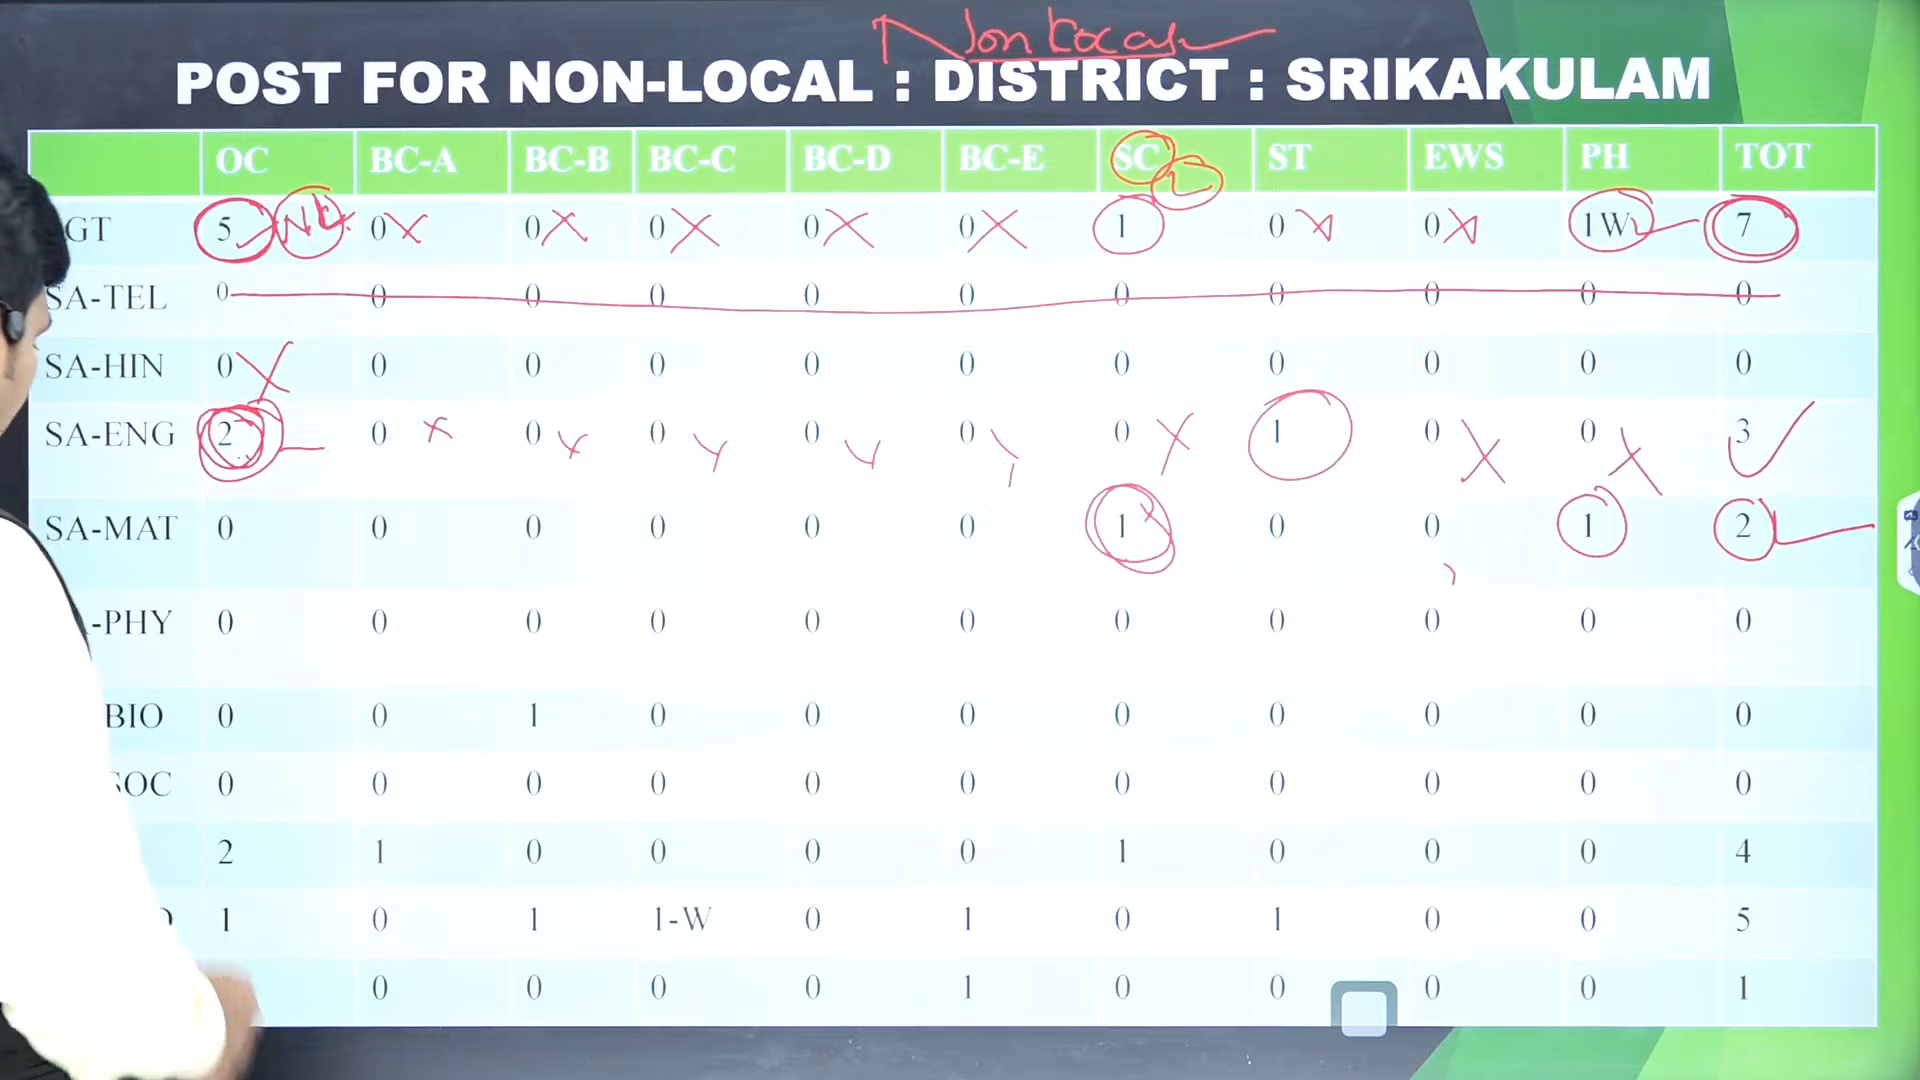 Non Local
POST FOR NON-LOCAL : DISTRICT : SRIKAKULAM
OC BC-A BC-B BC-C BC-D BC-E SC ST EWS PH TOT
GT 5 NL 0 0 0 0 0 1 0 0 1W 7
SA-TEL 0 0 0 0 0 0 0 0 0 0 0
SA-HIN 0 0 0 0 0 0 0 0 0 0 0
SA-ENG 2 0 0 0 0 0 0 1 0 0 3
SA-MAT 0 0 0 0 0 0 1 0 0 1 2
-PHY 0 0 0 0 0 0 0 0 0 0 0
BIO 0 0 1 0 0 0 0 0 0 0 0
SOC 0 0 0 0 0 0 0 0 0 0 0
2 1 0 0 0 0 1 0 0 0 4
1 0 1 1-W 0 1 0 1 0 0 5
0 0 0 0 1 0 0 0 0 1